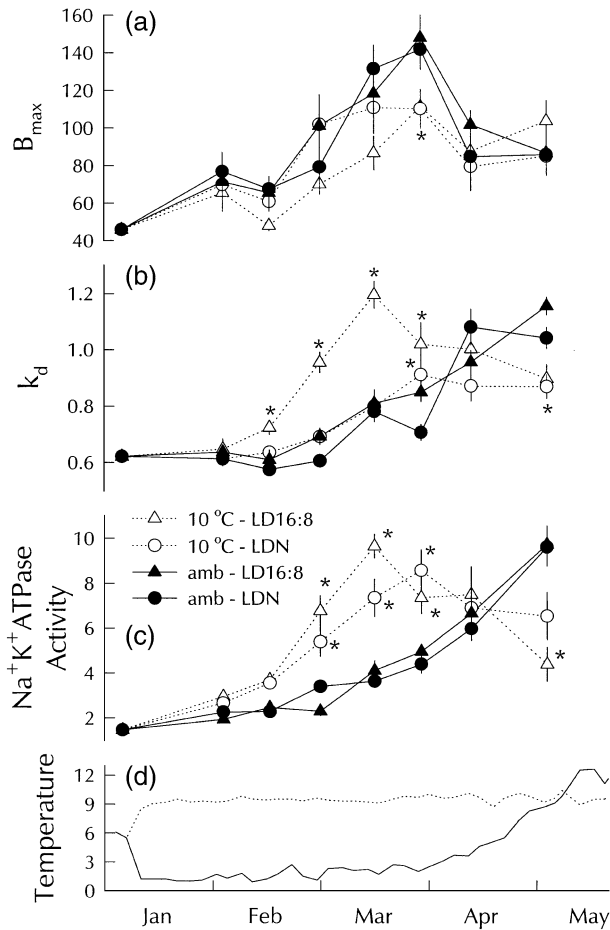 (a)
B max
160
140
120
100
80
60
40
*
(b)
k d
1.2
1.0
0.8
0.6
*
*
*
*
*
*
(c)
Na + K + ATPase
Activity
10
8
6
4
2
10 °C - LD16:8
10 °C - LDN
amb - LD16:8
amb - LDN
*
*
*
*
*
*
*
(d)
Temperature
12
9
6
3
0
Jan Feb Mar Apr May